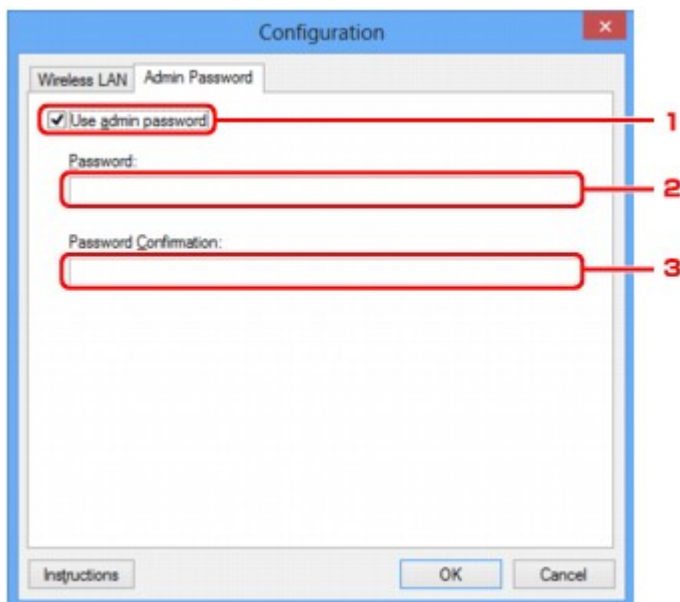 Configuration
Wireless LAN
Admin Password
Use admin password
1
Password:
2
Password Confirmation:
3
Instructions
OK
Cancel